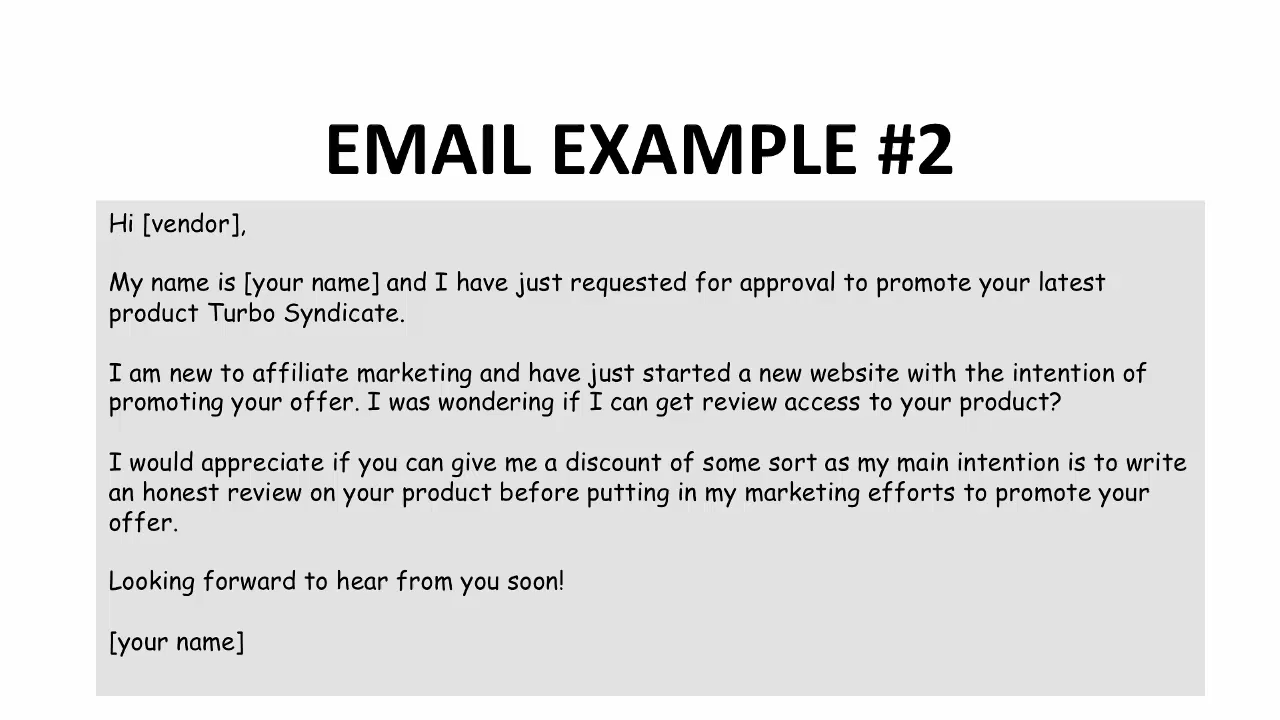 EMAIL EXAMPLE #2
Hi [vendor],
My name is [your name] and I have just requested for approval to promote your latest
product Turbo Syndicate.
I am new to affiliate marketing and have just started a new website with the intention of
promoting your offer. I was wondering if I can get review access to your product?
I would appreciate if you can give me a discount of some sort as my main intention is to write
an honest review on your product before putting in my marketing efforts to promote your
offer.
Looking forward to hear from you soon!
[your name]